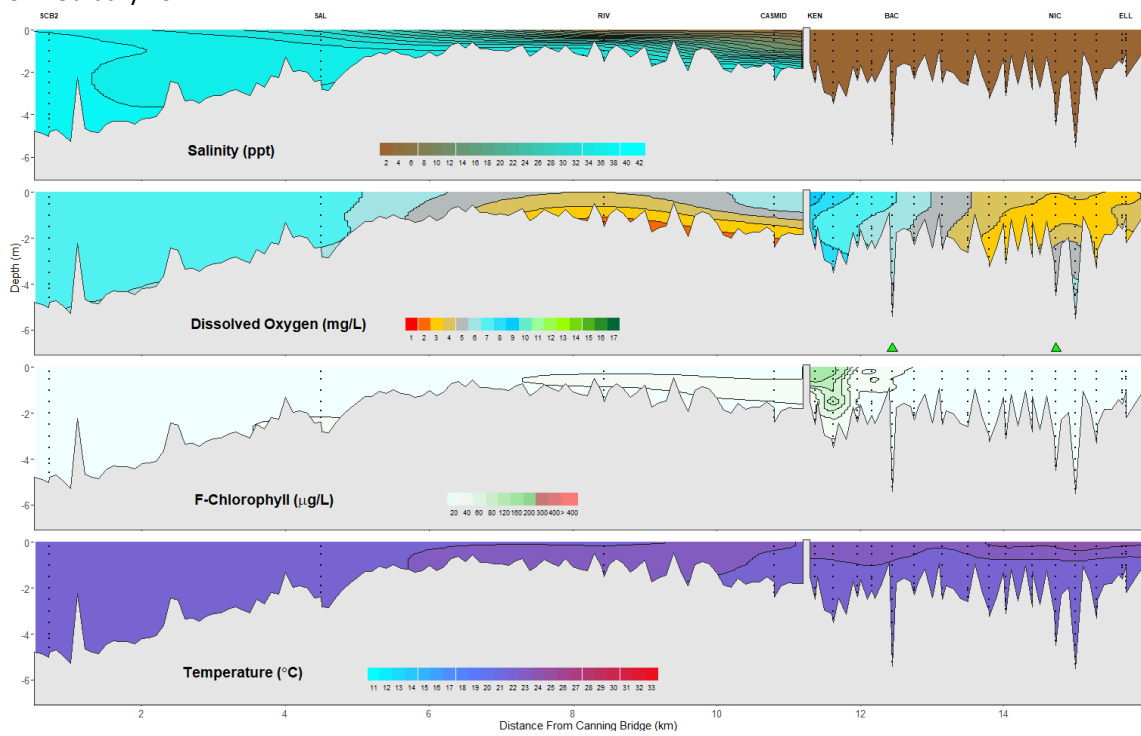 SCB2 SAL RIV CASMID KEN BAC NIC ELL
0
-2
-4
-6
Salinity (ppt)
2 4 6 8 10 12 14 16 18 20 22 24 26 28 30 32 34 36 38 40 42
0
-2
-4
-6
Depth (m)
Dissolved Oxygen (mg/L)
1 2 3 4 5 6 7 8 9 10 11 12 13 14 15 16 17
0
-2
-4
-6
F-Chlorophyll (µg/L)
20 40 60 80 120 160 200 300 400 > 400
0
-2
-4
-6
Temperature (°C)
11 12 13 14 15 16 17 18 19 20 21 22 23 24 25 26 27 28 29 30 31 32 33
2 4 6 8 10 12 14
Distance From Canning Bridge (km)